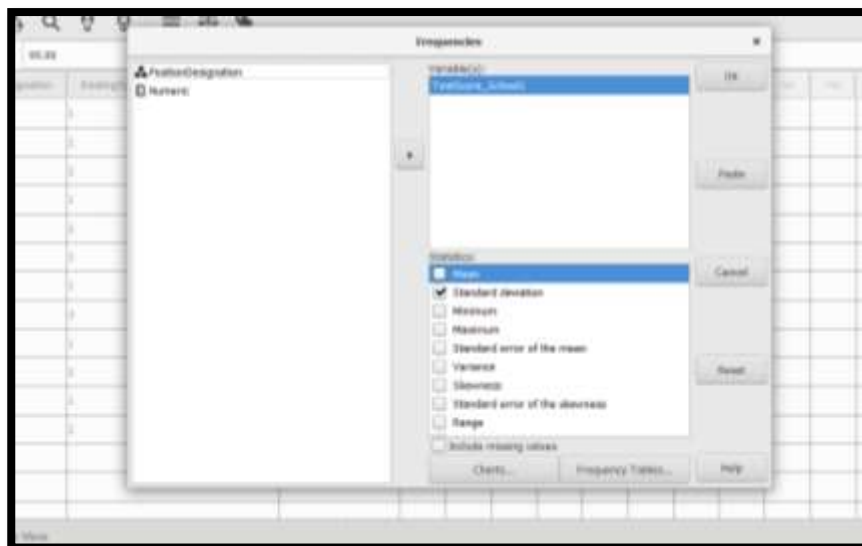 Frequencies
PositionDesignation
Numeric
Variable(s):
OK
Paste
Statistics:
Mean
Cancel
Standard deviation
Minimum
Maximum
Standard error of the mean
Variance
Reset
Skewness
Standard error of the skewness
Range
Include missing values
Charts...
Frequency Tables...
Help